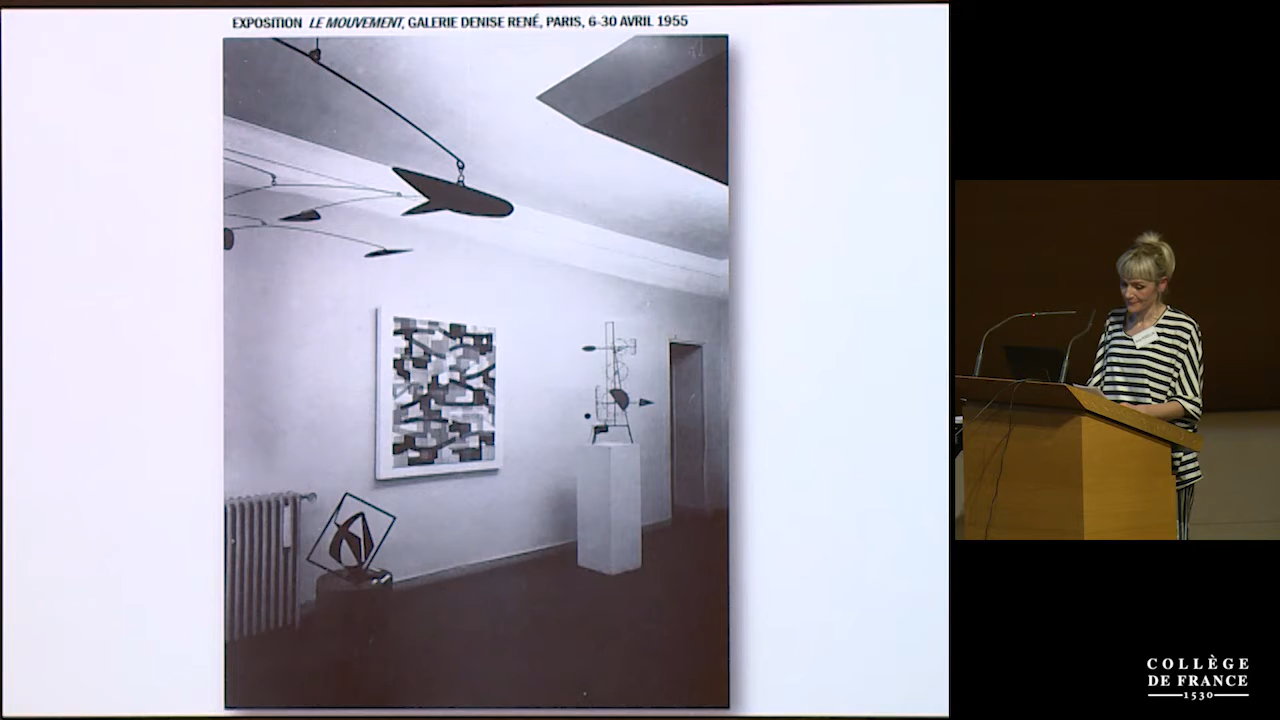 EXPOSITION LE MOUVEMENT, GALERIE DENISE RENÉ, PARIS, 6-30 AVRIL 1955
COLLÈGE
DE FRANCE
1530